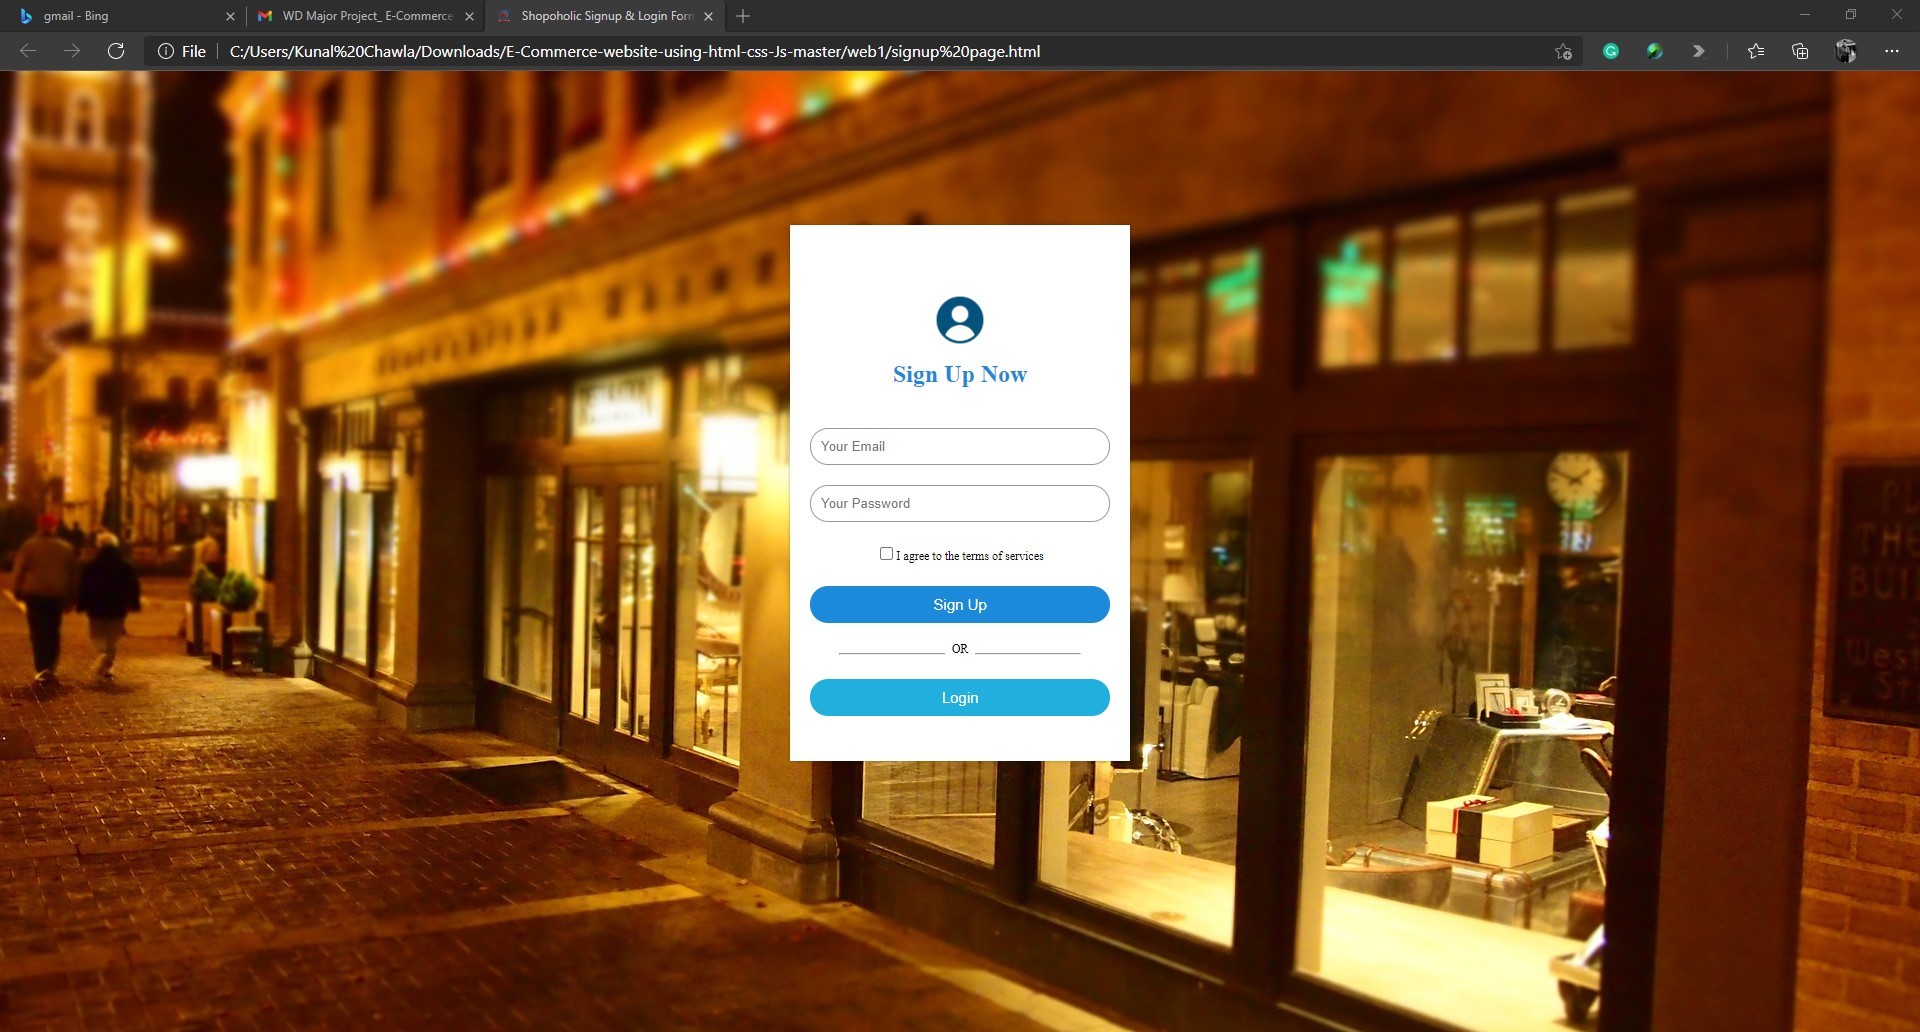 gmail - Bing
WD Major Project_ E-Commerce
Shopoholic Signup & Login Form
File
C:/Users/Kunal%20Chawla/Downloads/E-Commerce-website-using-html-css-Js-master/web1/signup%20page.html
Sign Up Now
Your Email
Your Password
I agree to the terms of services
Sign Up
OR
Login